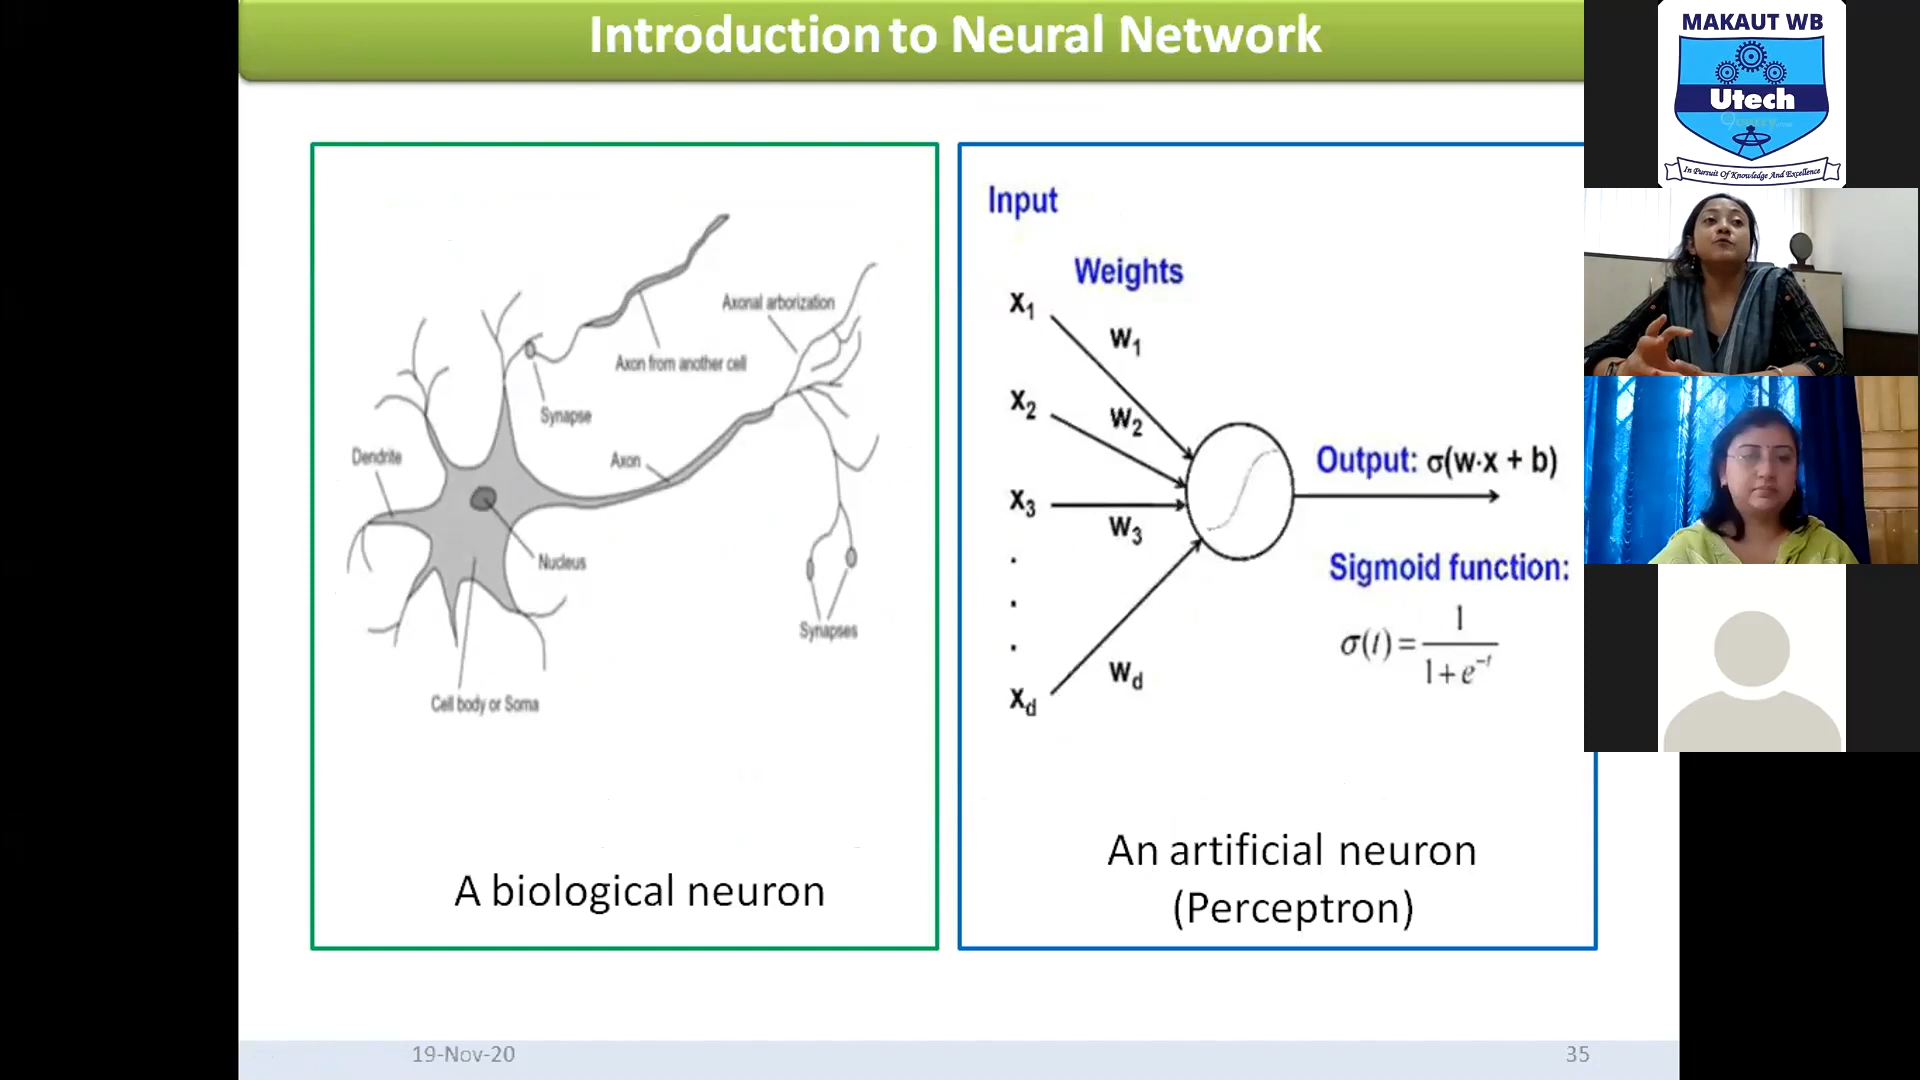 Introduction to Neural Network
MAKAUT WB
Utech
In Pursuit Of Knowledge And Excellence
Axonal arborization
Axon from another cell
Synapse
Dendrite
Axon
Nucleus
Synapses
Cell body or Soma
A biological neuron
Input
Weights
x₁
w₁
x₂
w₂
x₃
w₃
.
.
.
x_d
w_d
Output: σ(w·x + b)
Sigmoid function:
σ(t) = 1 / (1 + e⁻ᵗ)
An artificial neuron
(Perceptron)
19-Nov-20
35